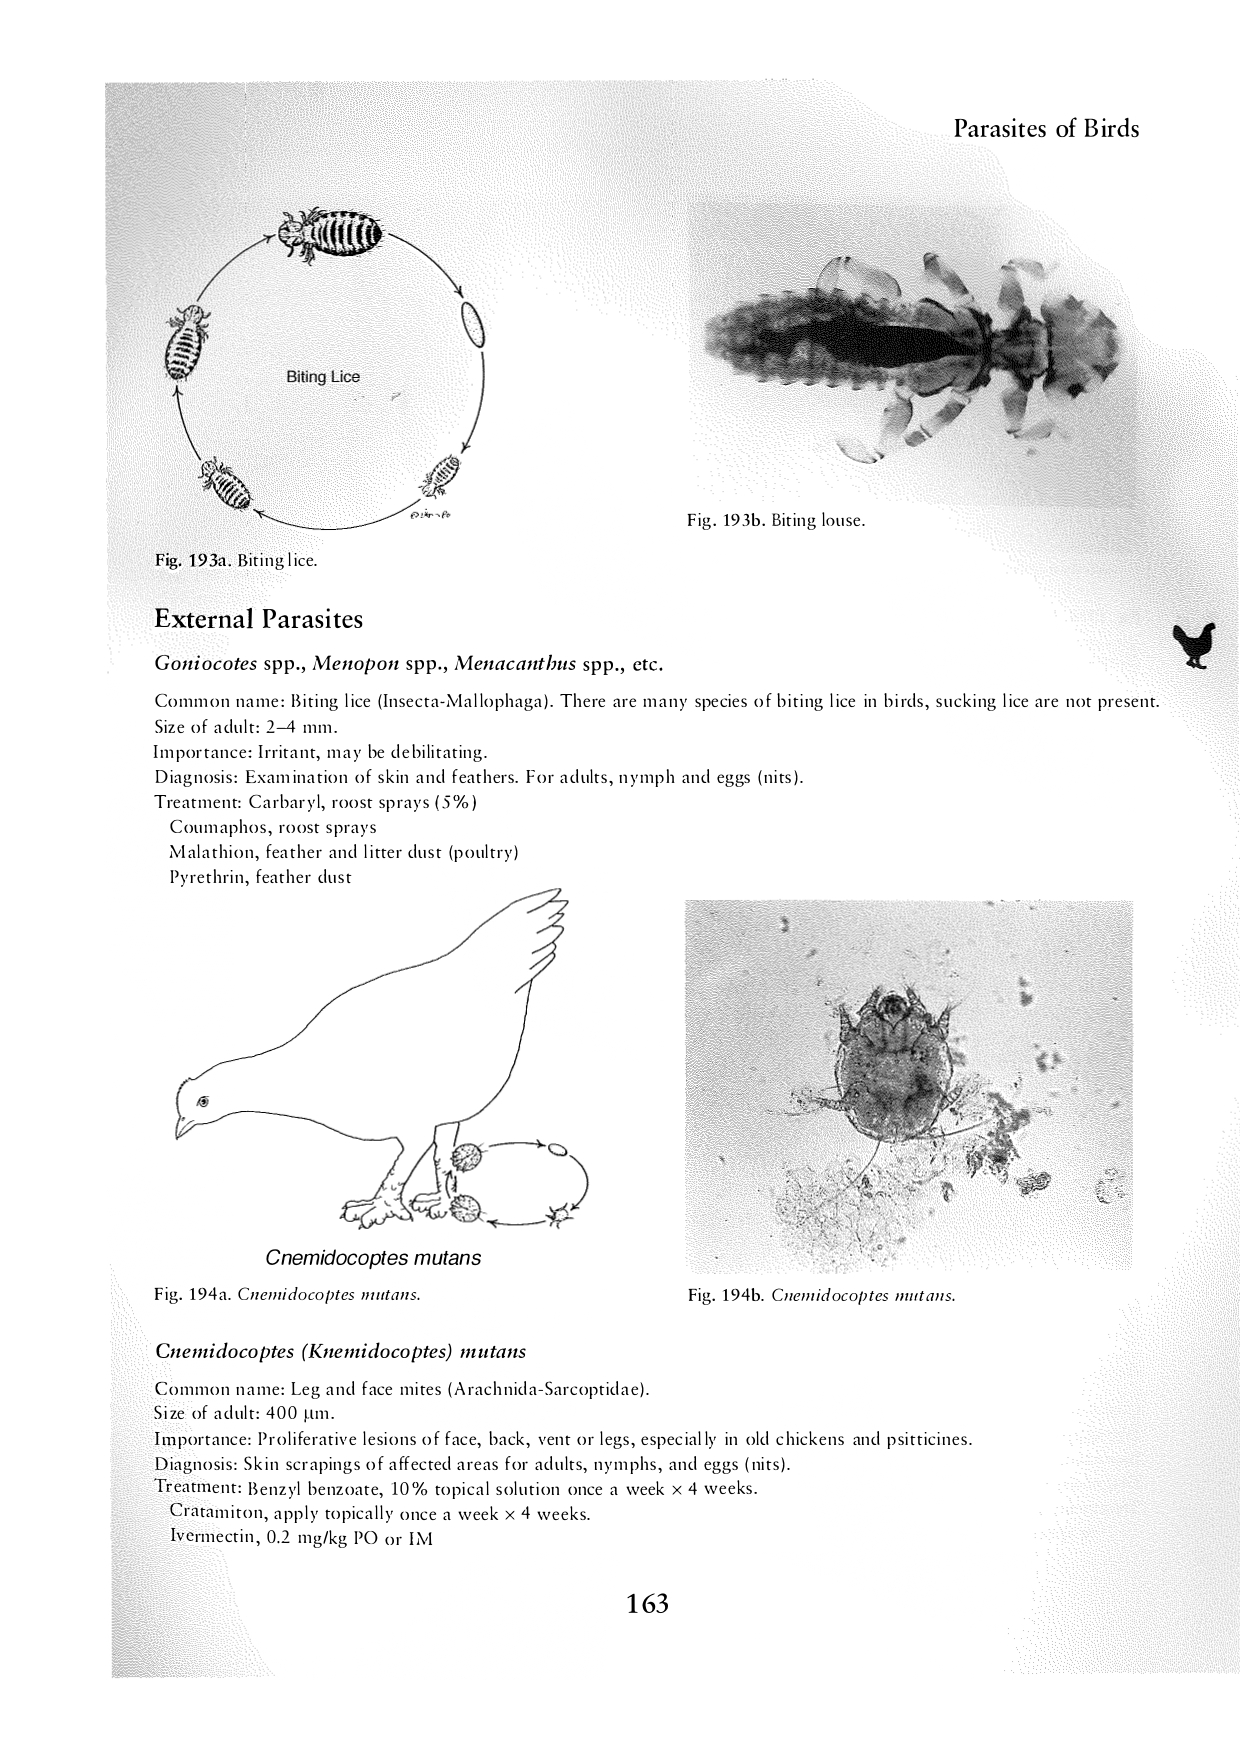 Parasites of Birds
Biting Lice
Fig. 193a. Biting lice.
Fig. 193b. Biting louse.
External Parasites
Goniocotes spp., Menopon spp., Menacanthus spp., etc.
Common name: Biting lice (Insecta-Mallophaga). There are many species of biting lice in birds, sucking lice are not present.
Size of adult: 2–4 mm.
Importance: Irritant, may be debilitating.
Diagnosis: Examination of skin and feathers. For adults, nymph and eggs (nits).
Treatment: Carbaryl, roost sprays (5%)
Coumaphos, roost sprays
Malathion, feather and litter dust (poultry)
Pyrethrin, feather dust
Cnemidocoptes mutans
Fig. 194a. Cnemidocoptes mutans.
Fig. 194b. Cnemidocoptes mutans.
Cnemidocoptes (Knemidocoptes) mutans
Common name: Leg and face mites (Arachnida-Sarcoptidae).
Size of adult: 400 µm.
Importance: Proliferative lesions of face, back, vent or legs, especially in old chickens and psitticines.
Diagnosis: Skin scrapings of affected areas for adults, nymphs, and eggs (nits).
Treatment: Benzyl benzoate, 10% topical solution once a week × 4 weeks.
Cratamiton, apply topically once a week × 4 weeks.
Ivermectin, 0.2 mg/kg PO or IM
163